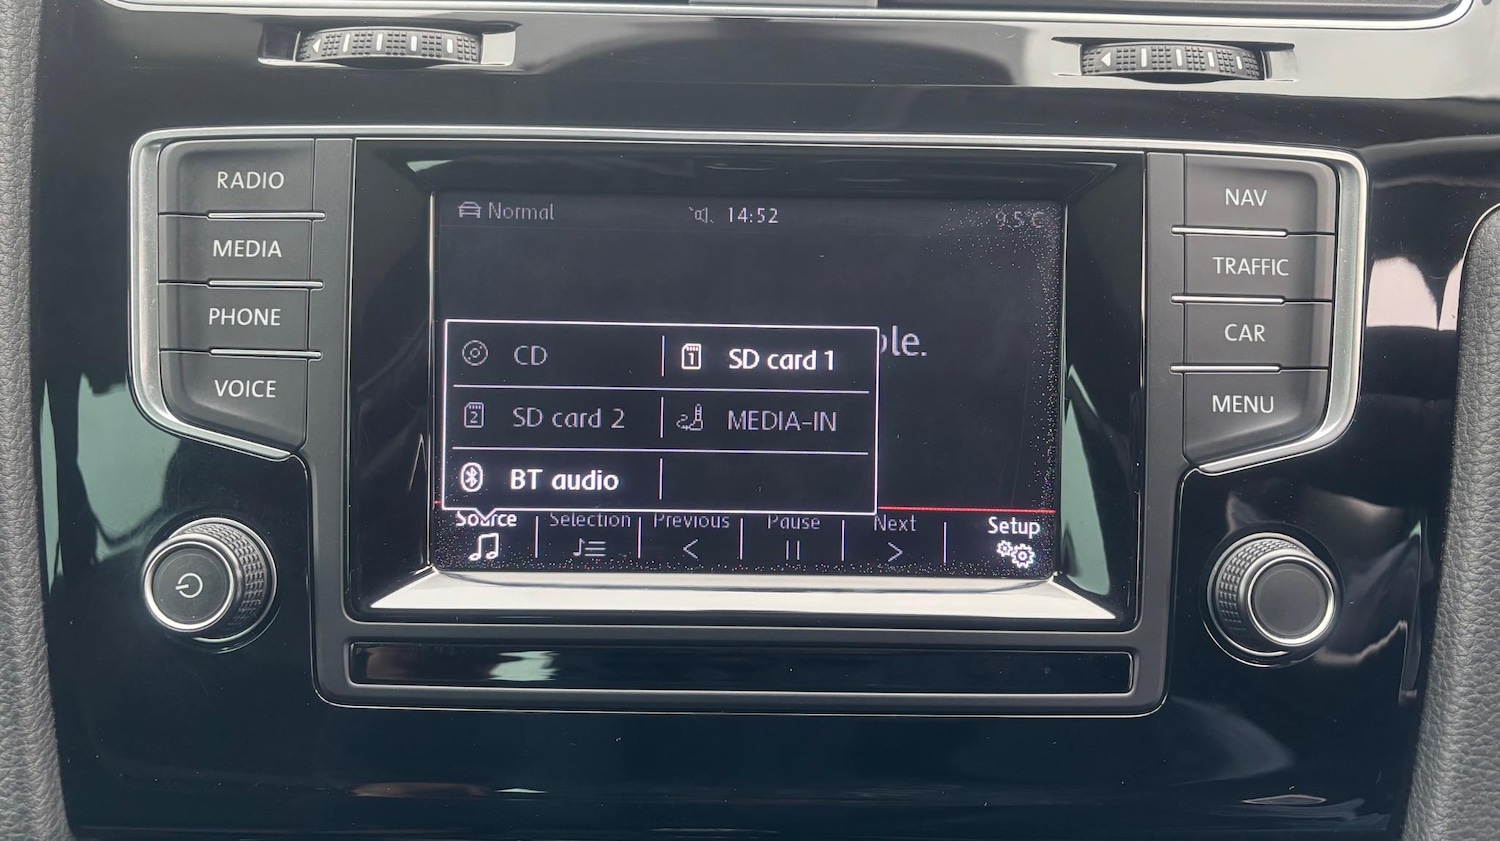 RADIO
MEDIA
PHONE
VOICE
Normal
14:52
9.5°C
CD
SD card 1
SD card 2
MEDIA-IN
BT audio
Source
Selection
Previous
Pause
Next
Setup
NAV
TRAFFIC
CAR
MENU